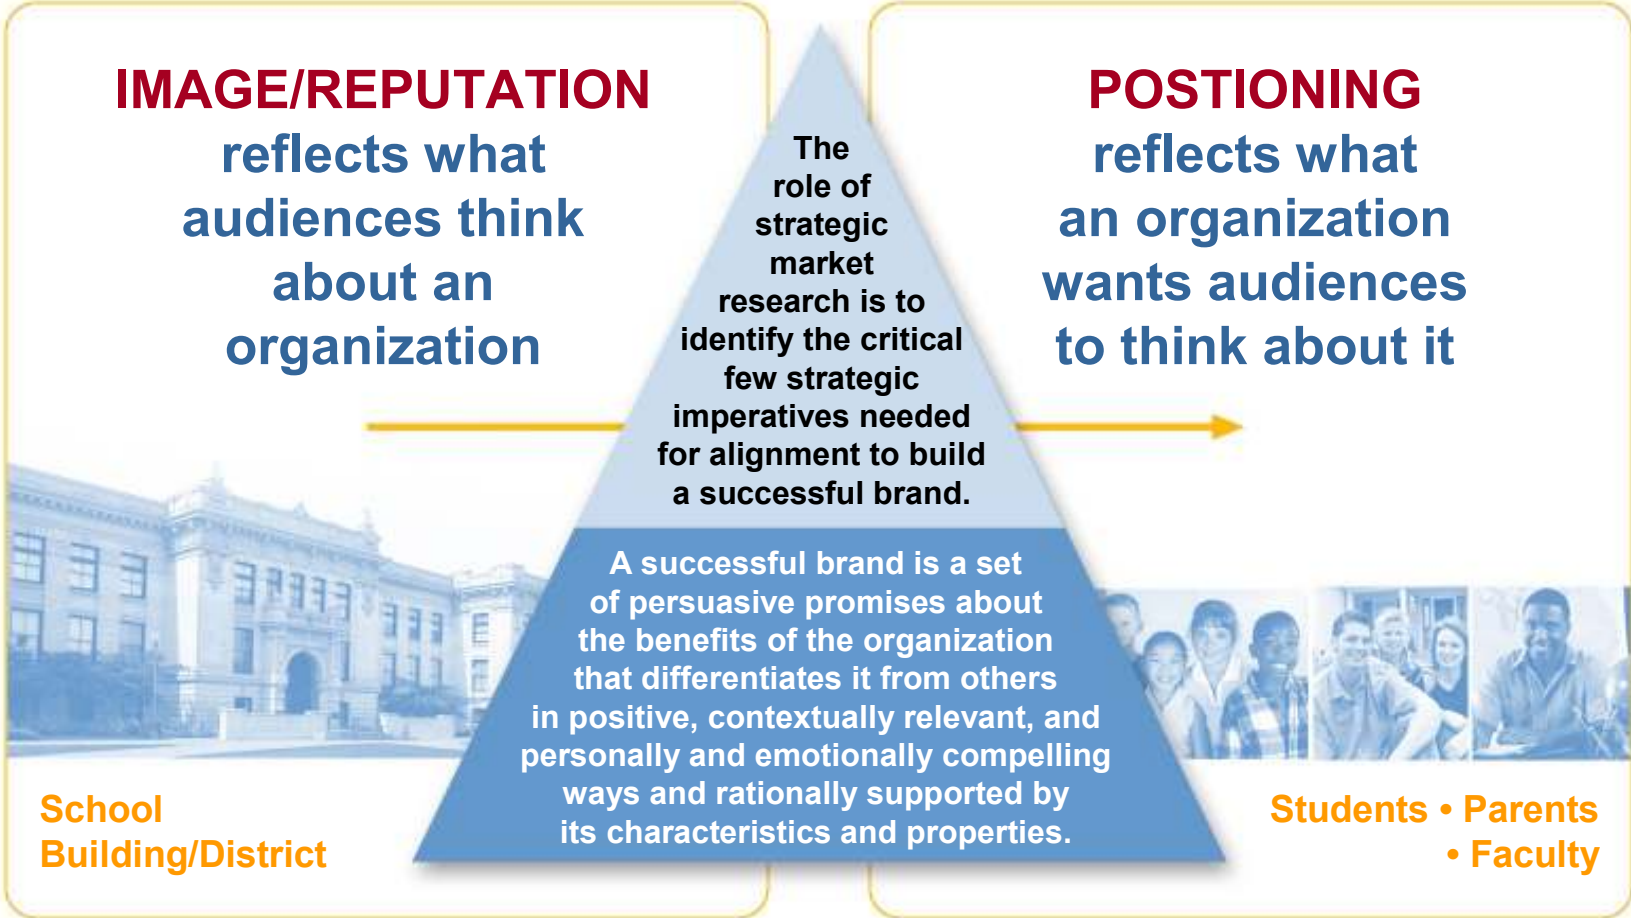 IMAGE/REPUTATION
reflects what
audiences think
about an
organization
The
role of
strategic
market
research is to
identify the critical
few strategic
imperatives needed
for alignment to build
a successful brand.
A successful brand is a set
of persuasive promises about
the benefits of the organization
that differentiates it from others
in positive, contextually relevant, and
personally and emotionally compelling
ways and rationally supported by
its characteristics and properties.
POSTIONING
reflects what
an organization
wants audiences
to think about it
School
Building/District
Students • Parents
• Faculty